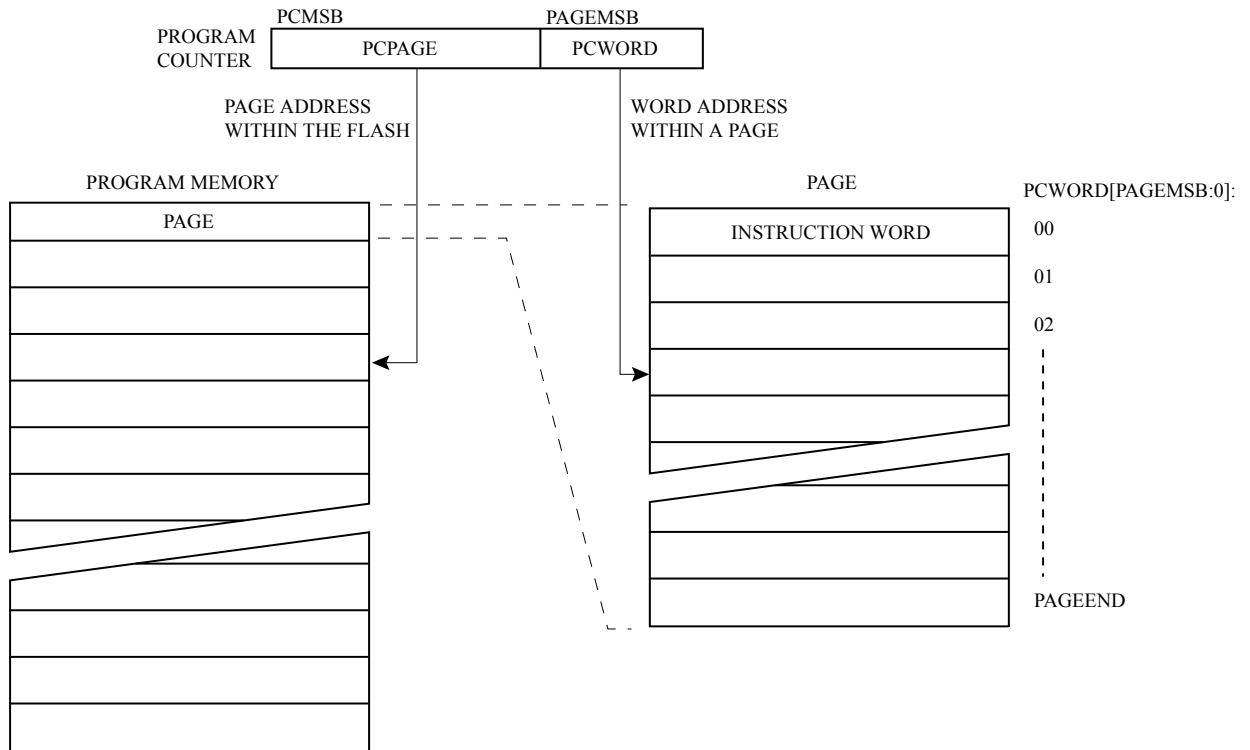 PCMSB
PAGEMSB
PROGRAM
COUNTER
PCPAGE
PCWORD
PAGE ADDRESS
WITHIN THE FLASH
WORD ADDRESS
WITHIN A PAGE
PROGRAM MEMORY
PAGE
PAGE
PCWORD[PAGEMSB:0]:
INSTRUCTION WORD
00
01
02
PAGEEND